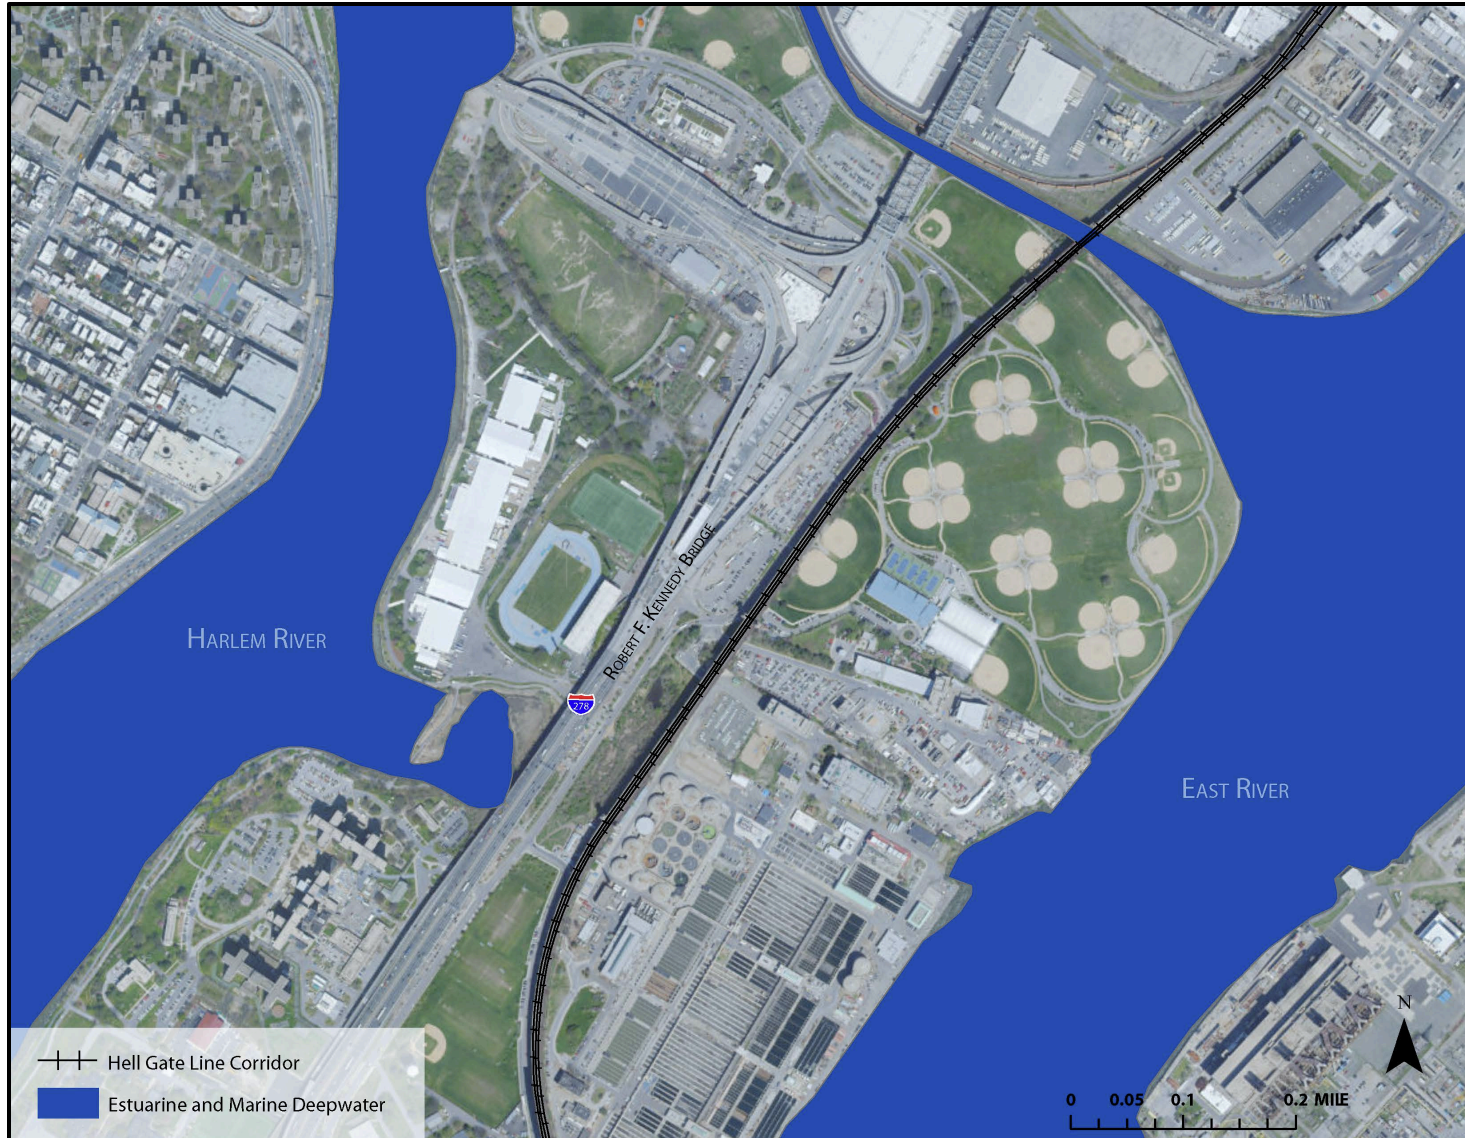 ROBERT F. KENNEDY BRIDGE
HARLEM RIVER
278
EAST RIVER
N
Hell Gate Line Corridor
Estuarine and Marine Deepwater
0 0.05 0.1 0.2 MILE